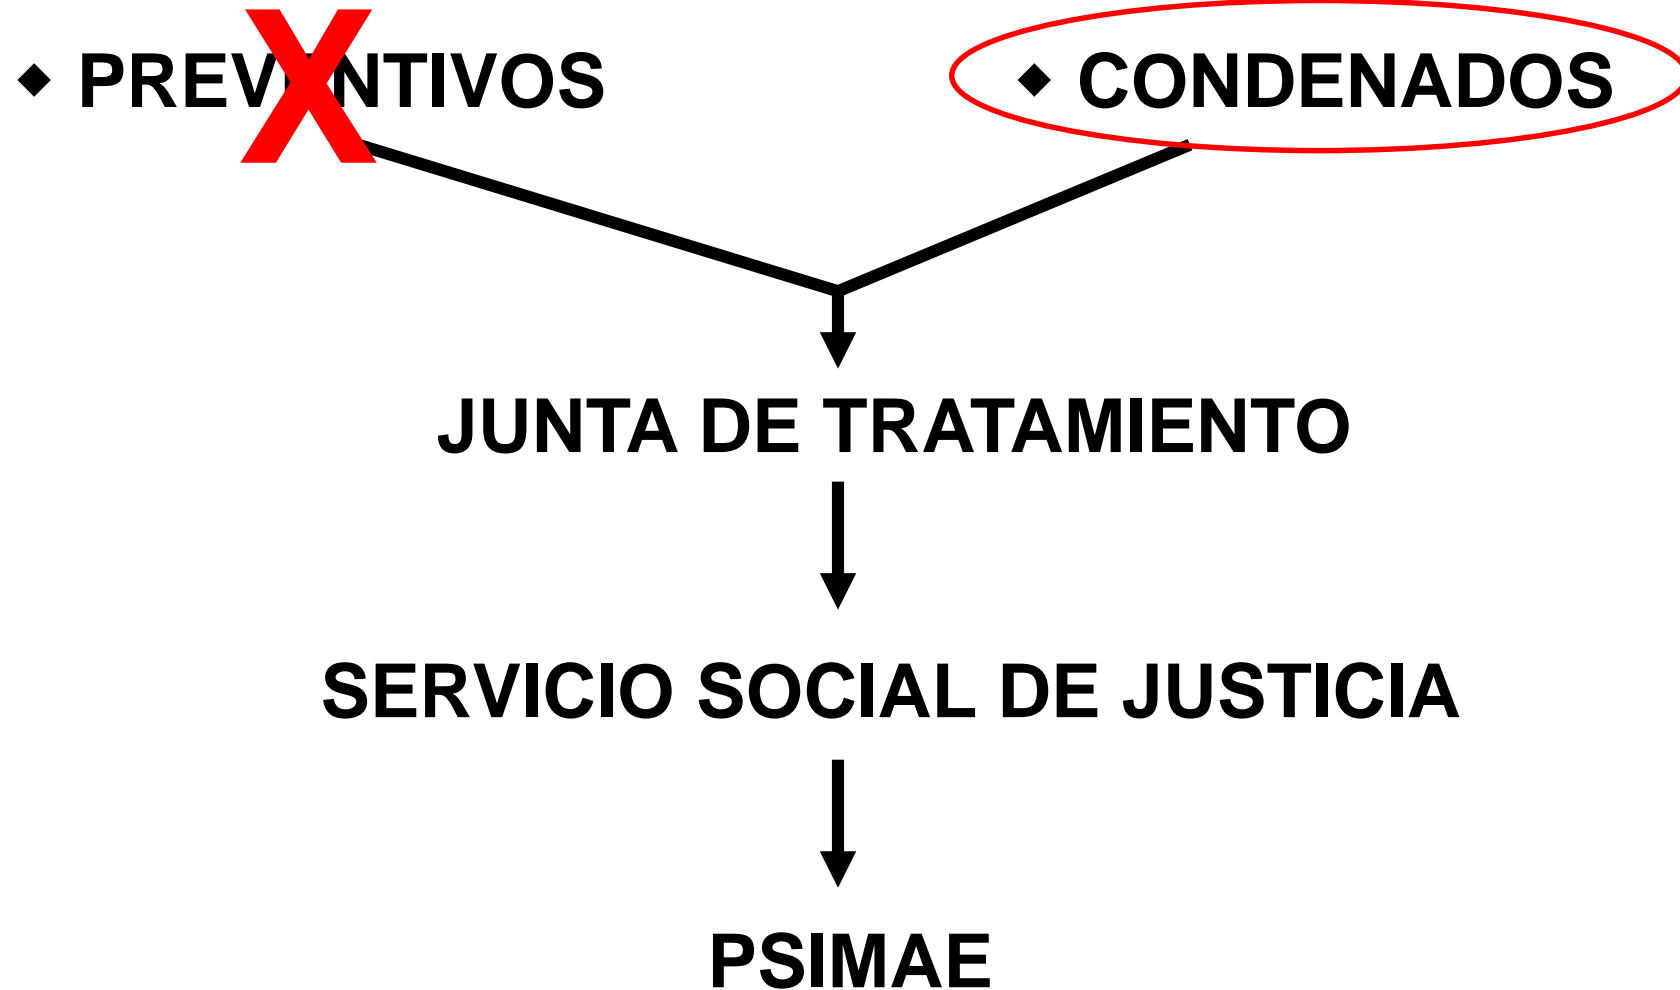 ◆ PREVENTIVOS
X
◆ CONDENADOS
JUNTA DE TRATAMIENTO
SERVICIO SOCIAL DE JUSTICIA
PSIMAE